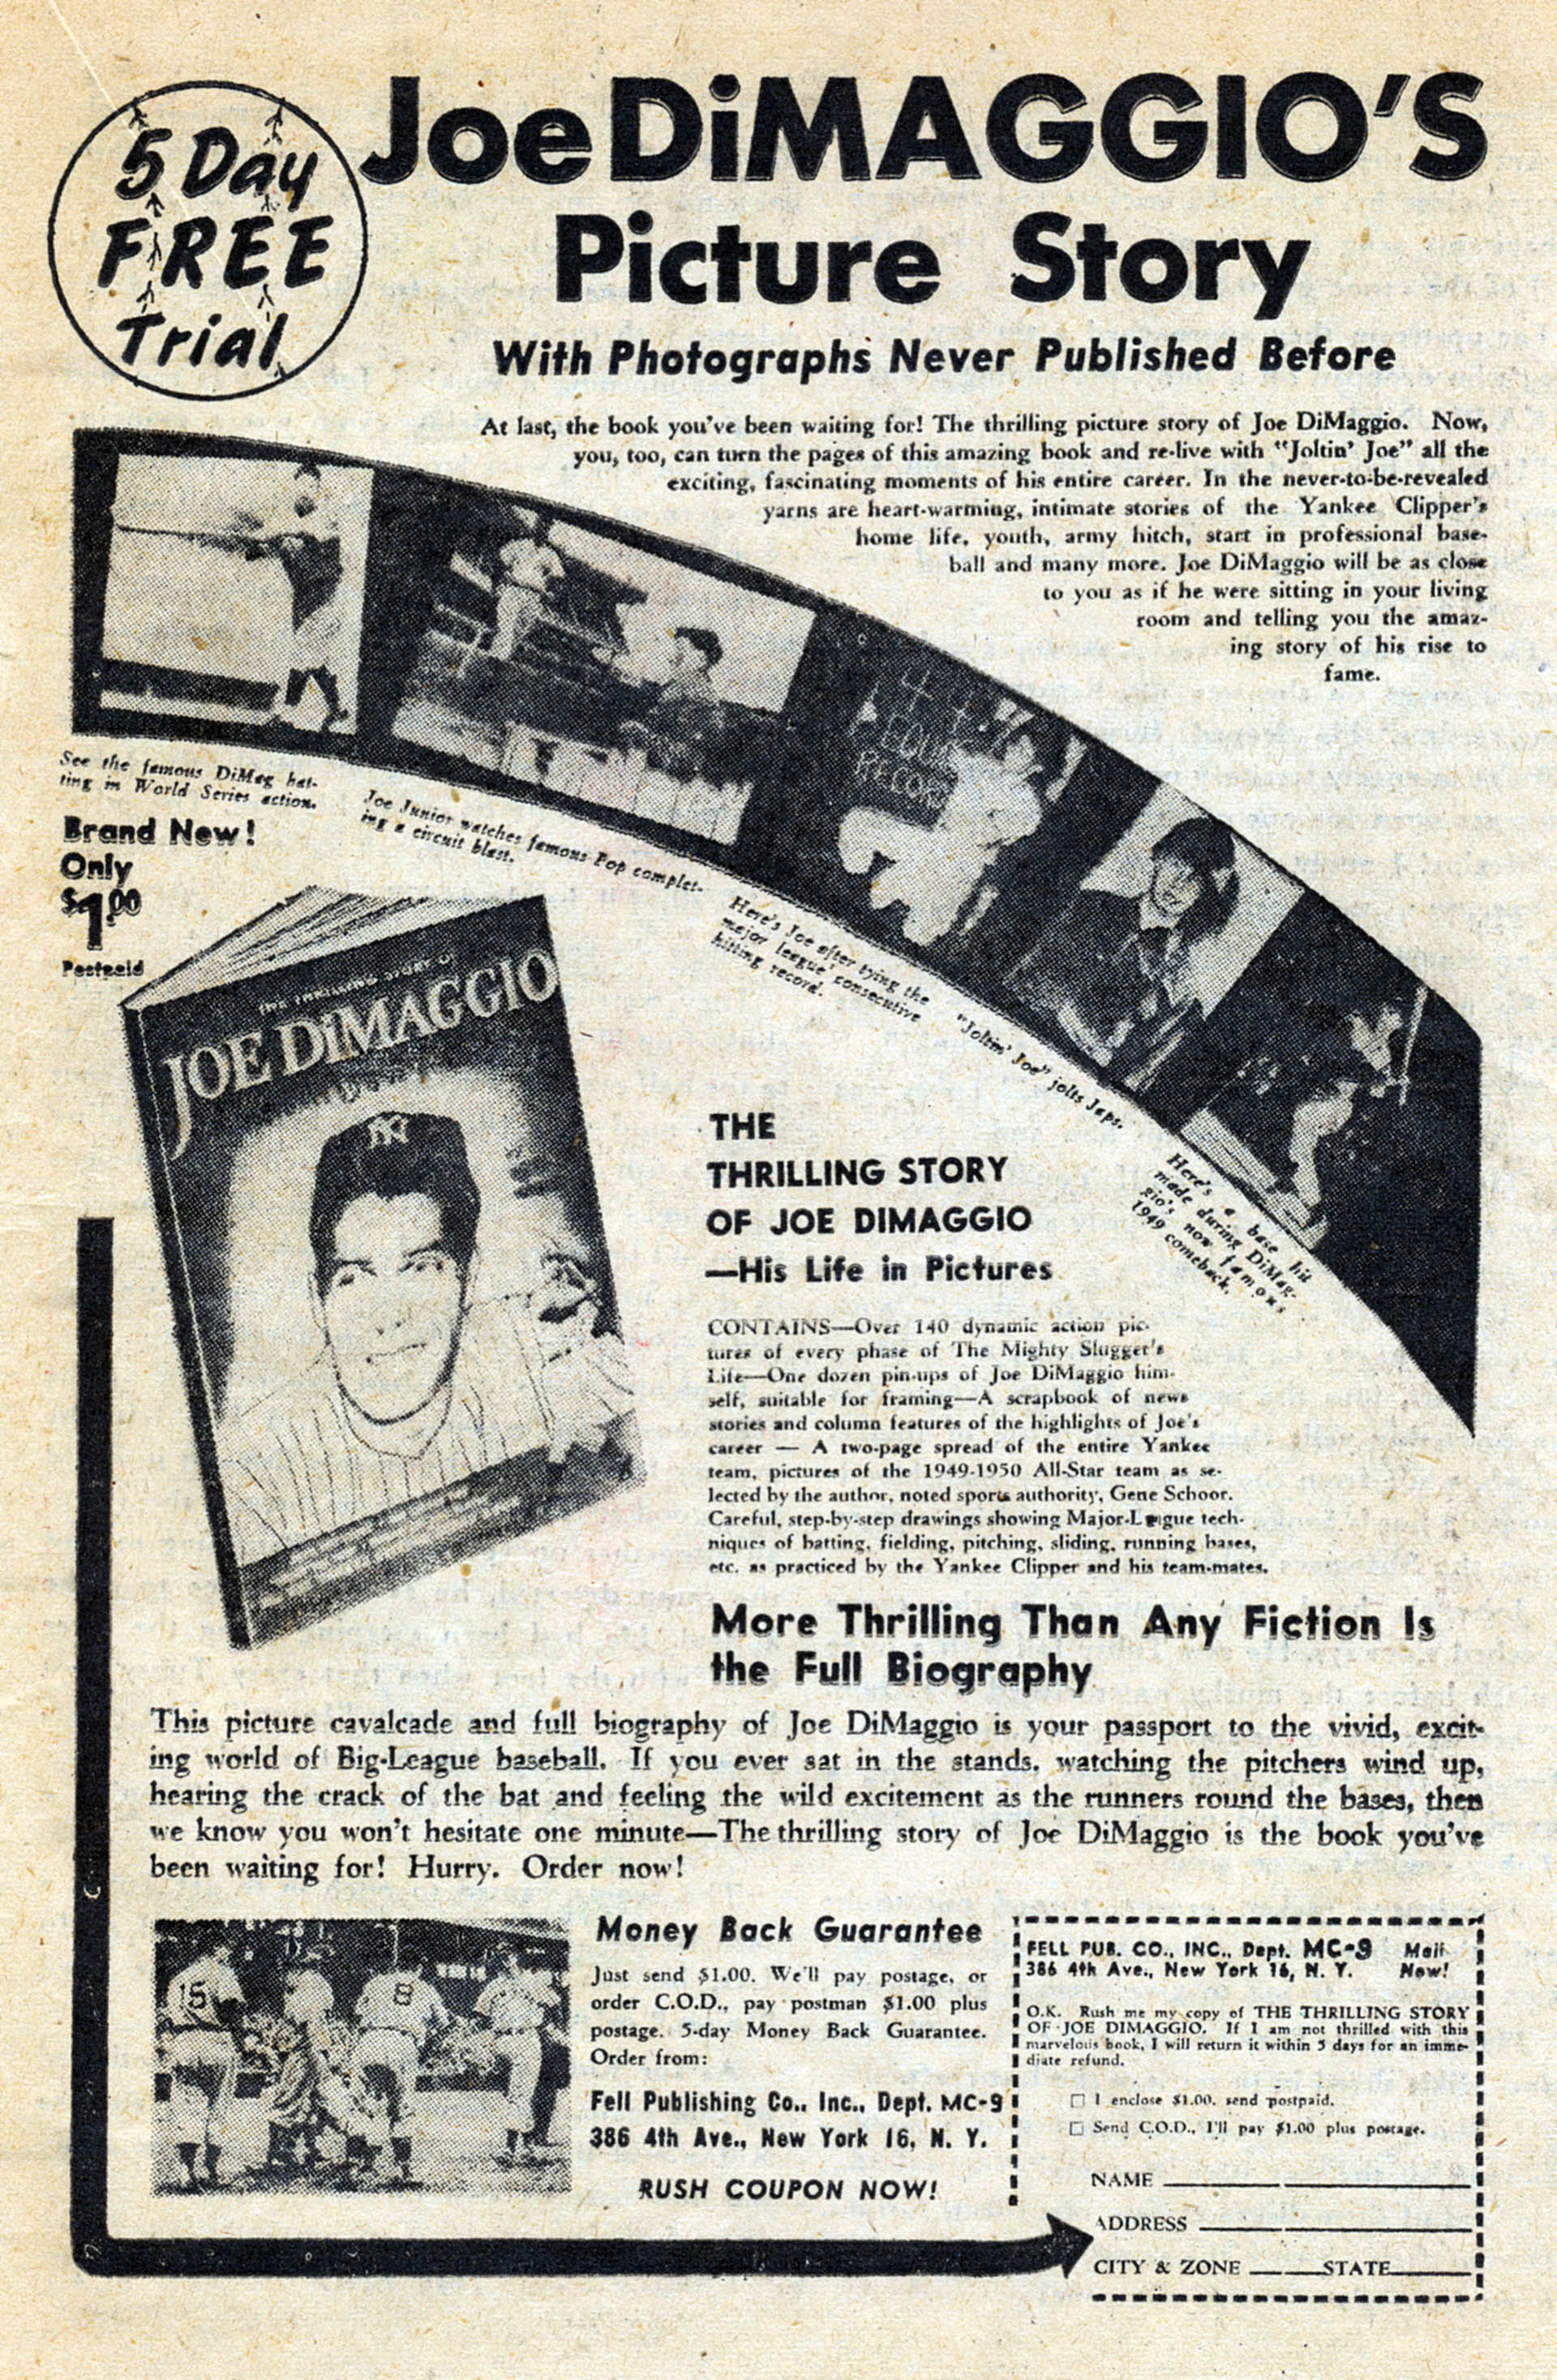 5 Day
FREE
Trial
Joe DiMAGGIO'S
Picture Story
With Photographs Never Published Before
At last, the book you've been waiting for! The thrilling picture story of Joe DiMaggio. Now,
you, too, can turn the pages of this amazing book and re-live with "Joltin' Joe" all the
exciting, fascinating moments of his entire career. In the never-to-be-revealed
yarns are heart-warming, intimate stories of the Yankee Clipper's
home life, youth, army hitch, start in professional base-
ball and many more. Joe DiMaggio will be as close
to you as if he were sitting in your living
room and telling you the amaz-
ing story of his rise to
fame.
EQUALS
RECORD
See the famous DiMag bat-
ting in World Series action.
Joe Junior watches famous Pop complet-
ing a circuit blast.
Here's Joe after tying the
major league' consecutive
hitting record.
"Joltin' Joe" jolts Japs.
Here's a base hit
made during DiMag-
gio's now famous
1949 comeback.
Brand New!
Only
$1.00
Postpaid
THE THRILLING STORY OF
JOE DiMAGGIO
NY
THE
THRILLING STORY
OF JOE DIMAGGIO
—His Life in Pictures
CONTAINS—Over 140 dynamic action pic-
tures of every phase of The Mighty Slugger's
Life—One dozen pin-ups of Joe DiMaggio him-
self, suitable for framing—A scrapbook of news
stories and column features of the highlights of Joe's
career — A two-page spread of the entire Yankee
team, pictures of the 1949-1950 All-Star team as se-
lected by the author, noted sports authority, Gene Schoor.
Careful, step-by-step drawings showing Major-League tech-
niques of batting, fielding, pitching, sliding, running bases,
etc. as practiced by the Yankee Clipper and his team-mates.
More Thrilling Than Any Fiction Is
the Full Biography
This picture cavalcade and full biography of Joe DiMaggio is your passport to the vivid, excit-
ing world of Big-League baseball. If you ever sat in the stands, watching the pitchers wind up,
hearing the crack of the bat and feeling the wild excitement as the runners round the bases, then
we know you won't hesitate one minute—The thrilling story of Joe DiMaggio is the book you've
been waiting for! Hurry. Order now!
15
8
Money Back Guarantee
Just send $1.00. We'll pay postage, or
order C.O.D., pay postman $1.00 plus
postage. 5-day Money Back Guarantee.
Order from:
Fell Publishing Co., Inc., Dept. MC-9
386 4th Ave., New York 16, N. Y.
RUSH COUPON NOW!
FELL PUB. CO., INC., Dept. MC-9 Mail
386 4th Ave., New York 16, N. Y. Now!
O.K. Rush me my copy of THE THRILLING STORY
OF JOE DIMAGGIO. If I am not thrilled with this
marvelous book, I will return it within 5 days for an imme-
diate refund.
☐ I enclose $1.00. send postpaid.
☐ Send C.O.D., I'll pay $1.00 plus postage.
NAME
ADDRESS
CITY & ZONE STATE